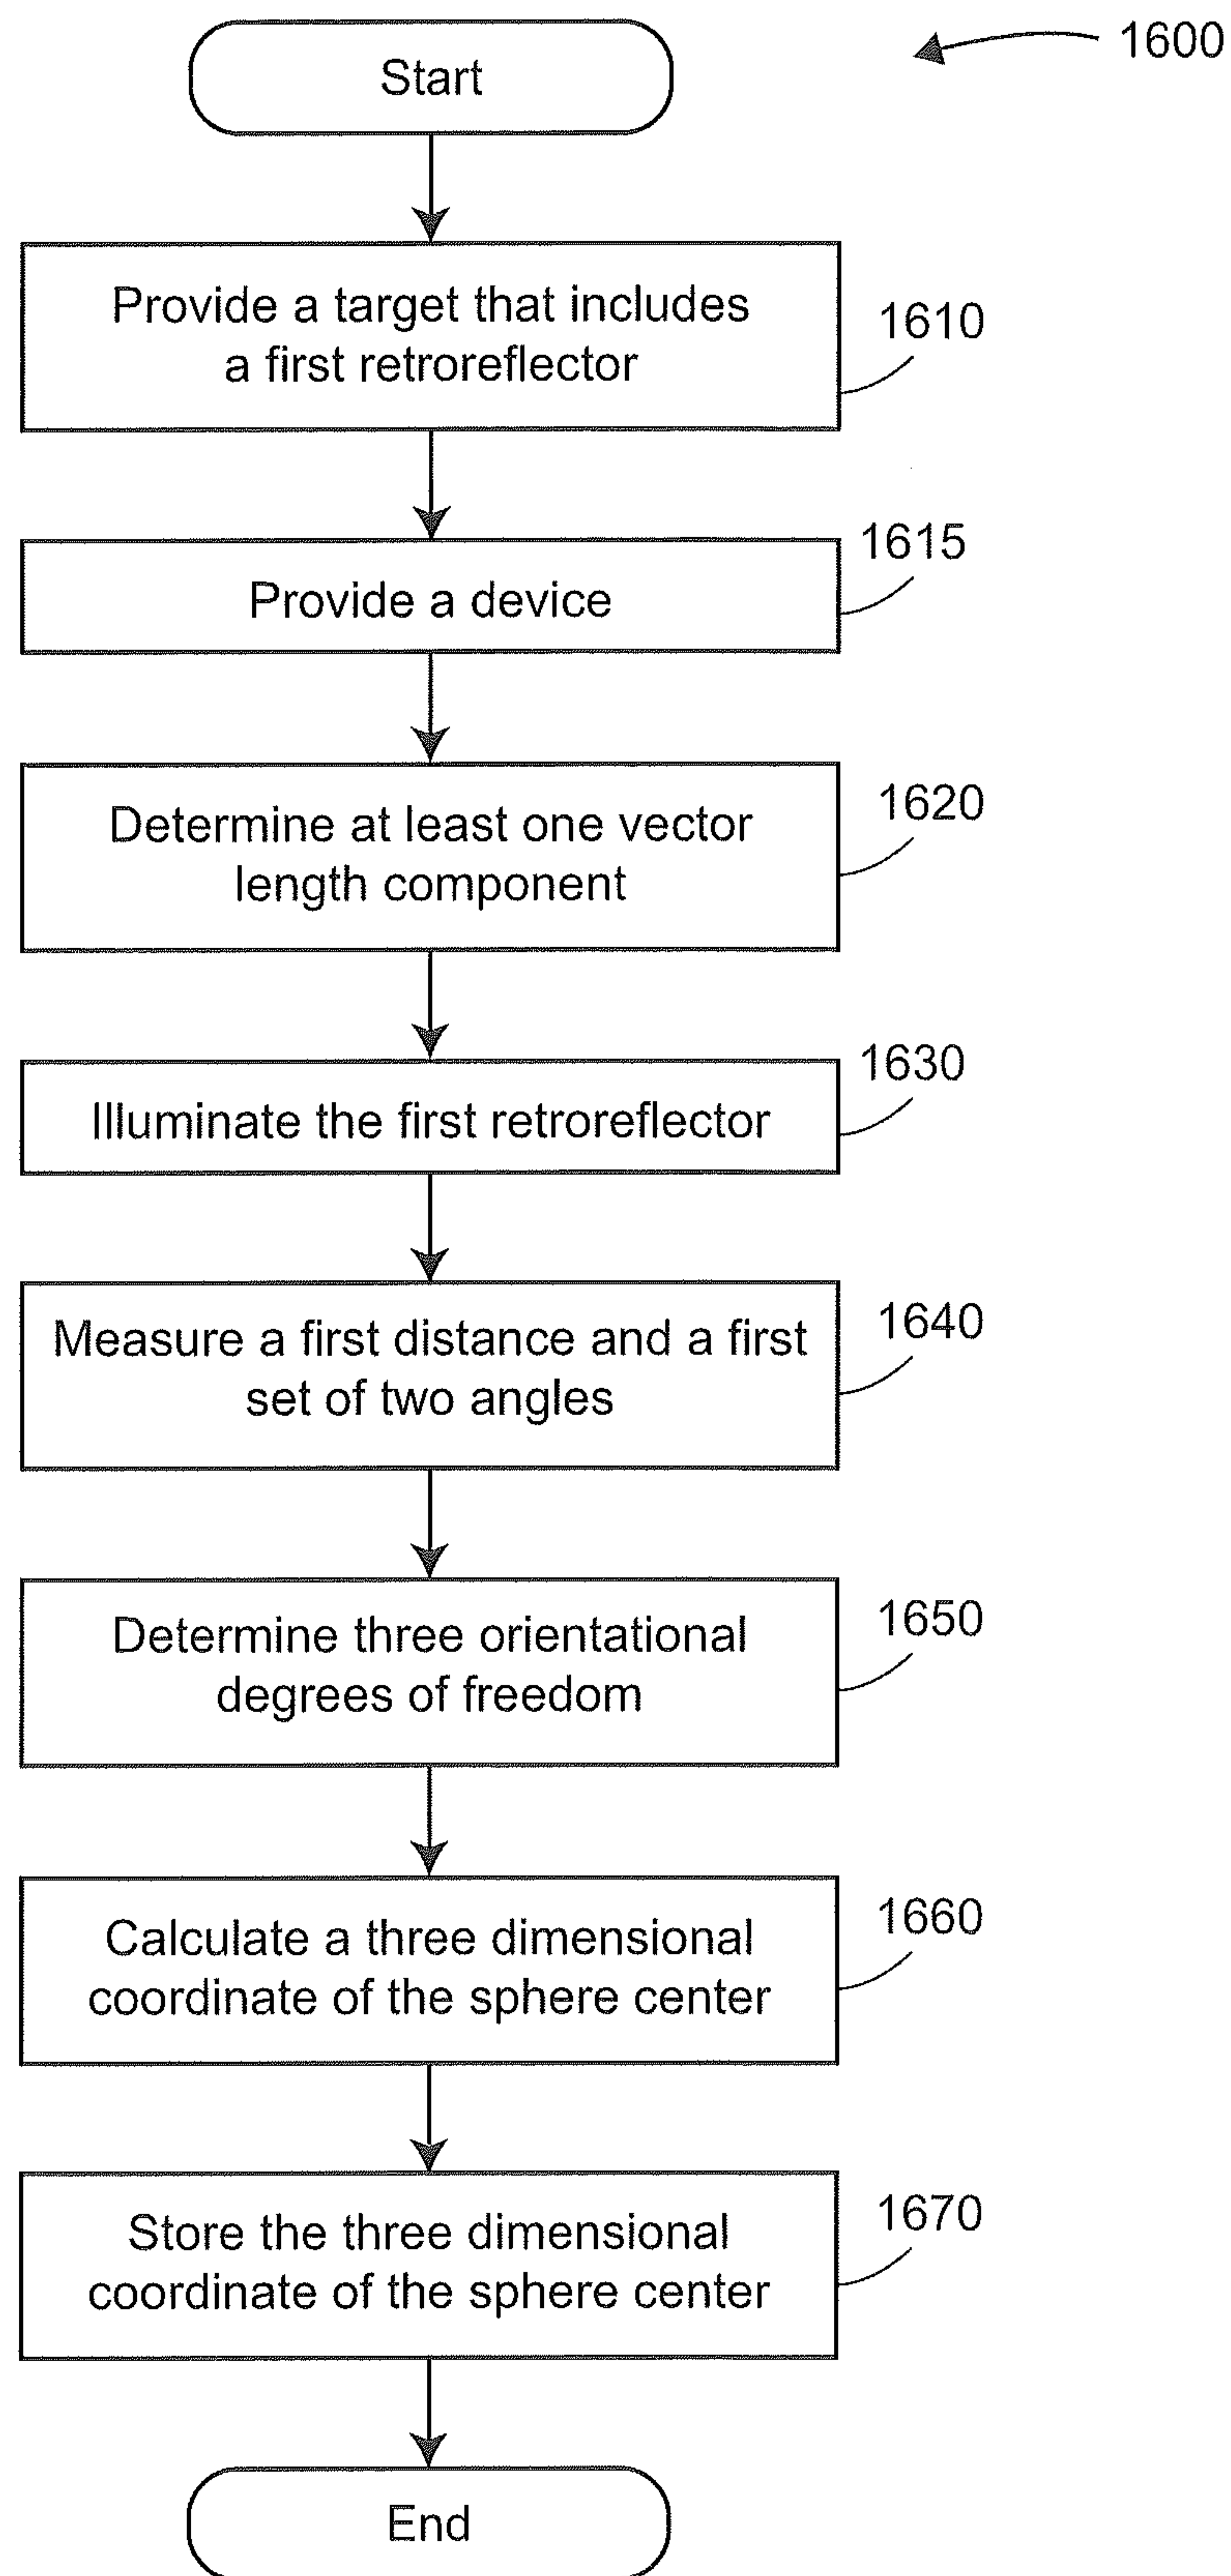 1600
Start
Provide a target that includes
a first retroreflector
1610
Provide a device
1615
Determine at least one vector
length component
1620
Illuminate the first retroreflector
1630
Measure a first distance and a first
set of two angles
1640
Determine three orientational
degrees of freedom
1650
Calculate a three dimensional
coordinate of the sphere center
1660
Store the three dimensional
coordinate of the sphere center
1670
End